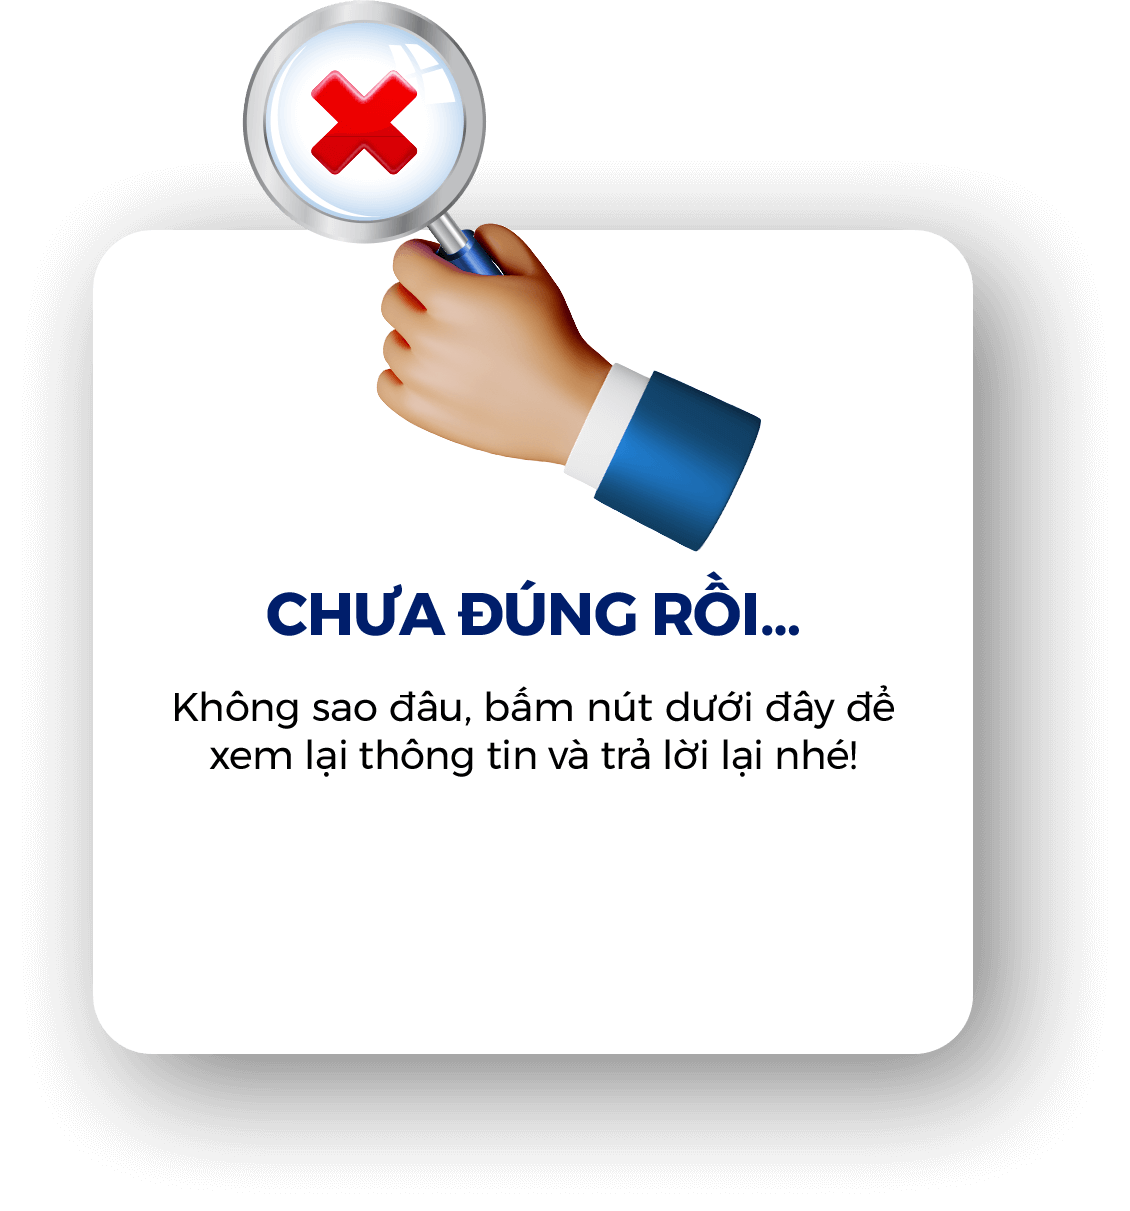 CHƯA ĐÚNG RỒI...
Không sao đâu, bấm nút dưới đây để
xem lại thông tin và trả lời lại nhé!